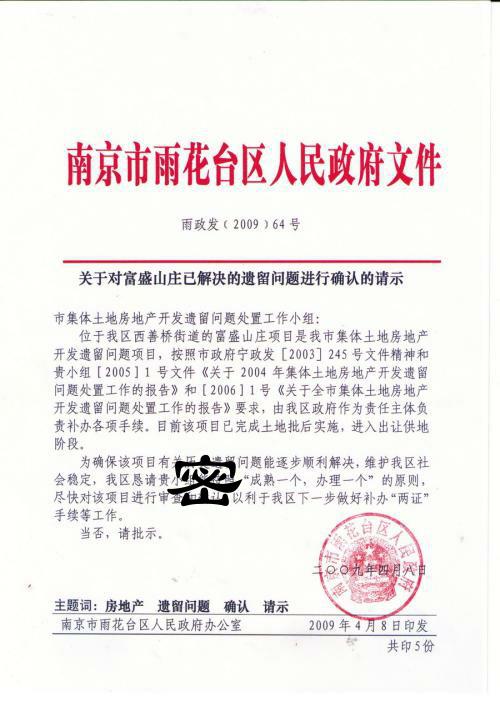 南京市雨花台区人民政府文件
雨政发﹝2009﹞64号
关于对富盛山庄已解决的遗留问题进行确认的请示
市集体土地房地产开发遗留问题处置工作小组：
位于我区西善桥街道的富盛山庄项目是我市集体土地房地产
开发遗留问题项目，按照市政府宁政发［2003］245号文件精神和
贵小组［2005］1号文件《关于2004年集体土地房地产开发遗留
问题处置工作的报告》和［2006］1号《关于全市集体土地房地产
开发遗留问题处置工作的报告》要求，由我区政府作为责任主体负
责补办各项手续。目前该项目已完成土地批后实施，进入出让供地
阶段。
为确保该项目有关历 遗留问题能逐步顺利解决，维护我区社
会稳定，我区恳请贵小组 “成熟一个，办理一个”的原则，
尽快对该项目进行审查 以利于我区下一步做好补办“两证”
手续等工作。
密
当否，请批示。
南京市雨花台区人民政府
二〇〇九年四月八日
主题词：房地产 遗留问题 确认 请示
南京市雨花台区人民政府办公室 2009年4月8日印发
共印5份